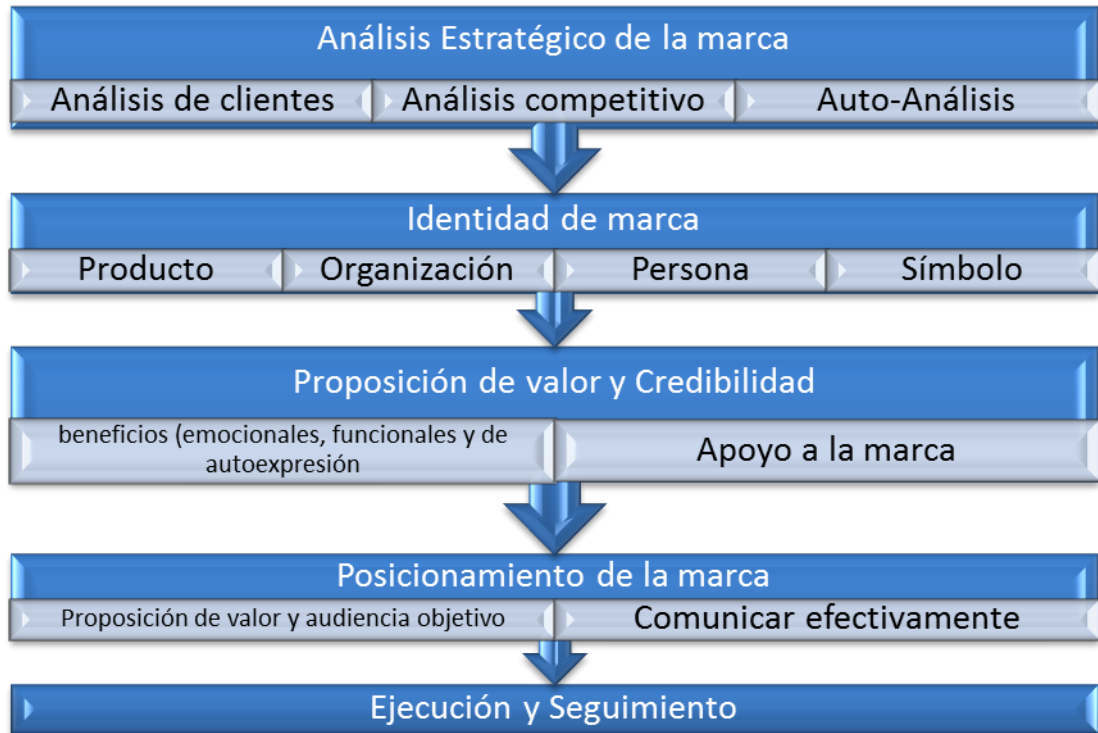 Análisis Estratégico de la marca
Análisis de clientes
Análisis competitivo
Auto-Análisis
Identidad de marca
Producto
Organización
Persona
Símbolo
Proposición de valor y Credibilidad
beneficios (emocionales, funcionales y de
autoexpresión
Apoyo a la marca
Posicionamiento de la marca
Proposición de valor y audiencia objetivo
Comunicar efectivamente
Ejecución y Seguimiento